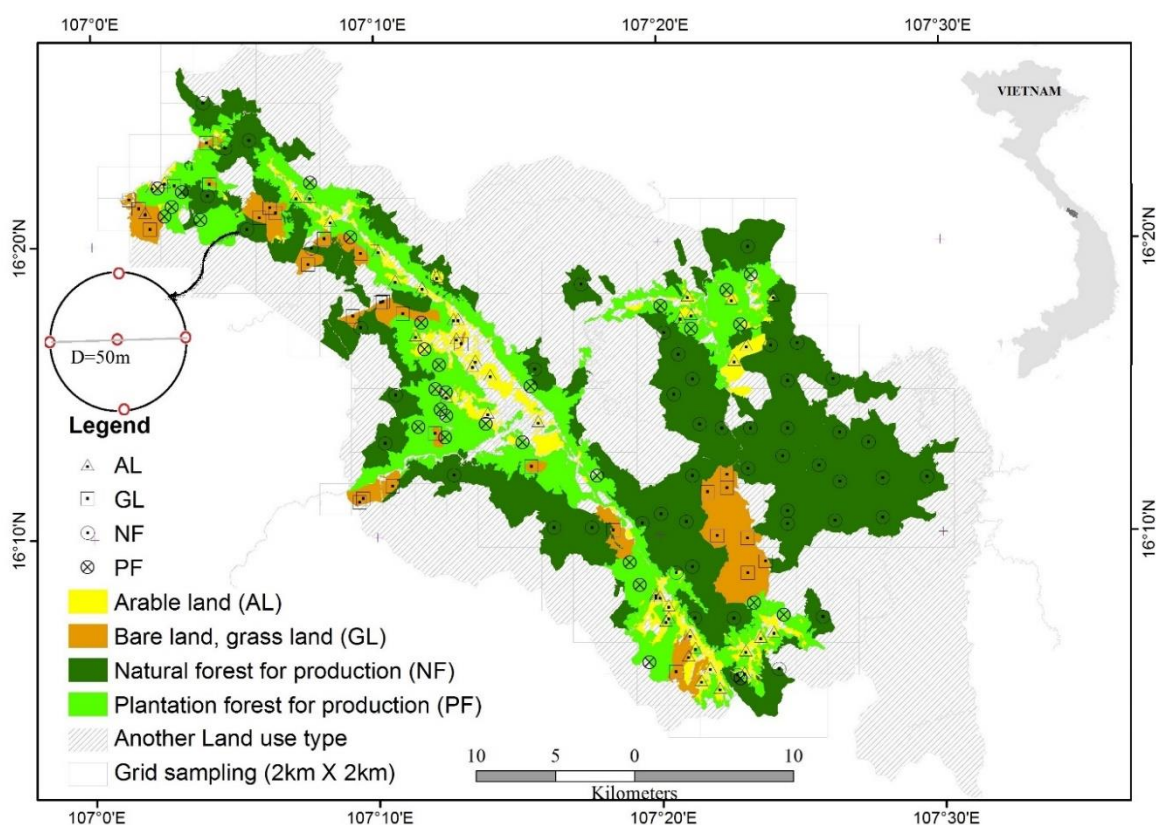 107°0'E
107°10'E
107°20'E
107°30'E
VIETNAM
16°20'N
16°20'N
D=50m
16°10'N
16°10'N
Legend
AL
GL
NF
PF
Arable land (AL)
Bare land, grass land (GL)
Natural forest for production (NF)
Plantation forest for production (PF)
Another Land use type
Grid sampling (2km X 2km)
10 5 0 10
Kilometers
107°0'E
107°10'E
107°20'E
107°30'E